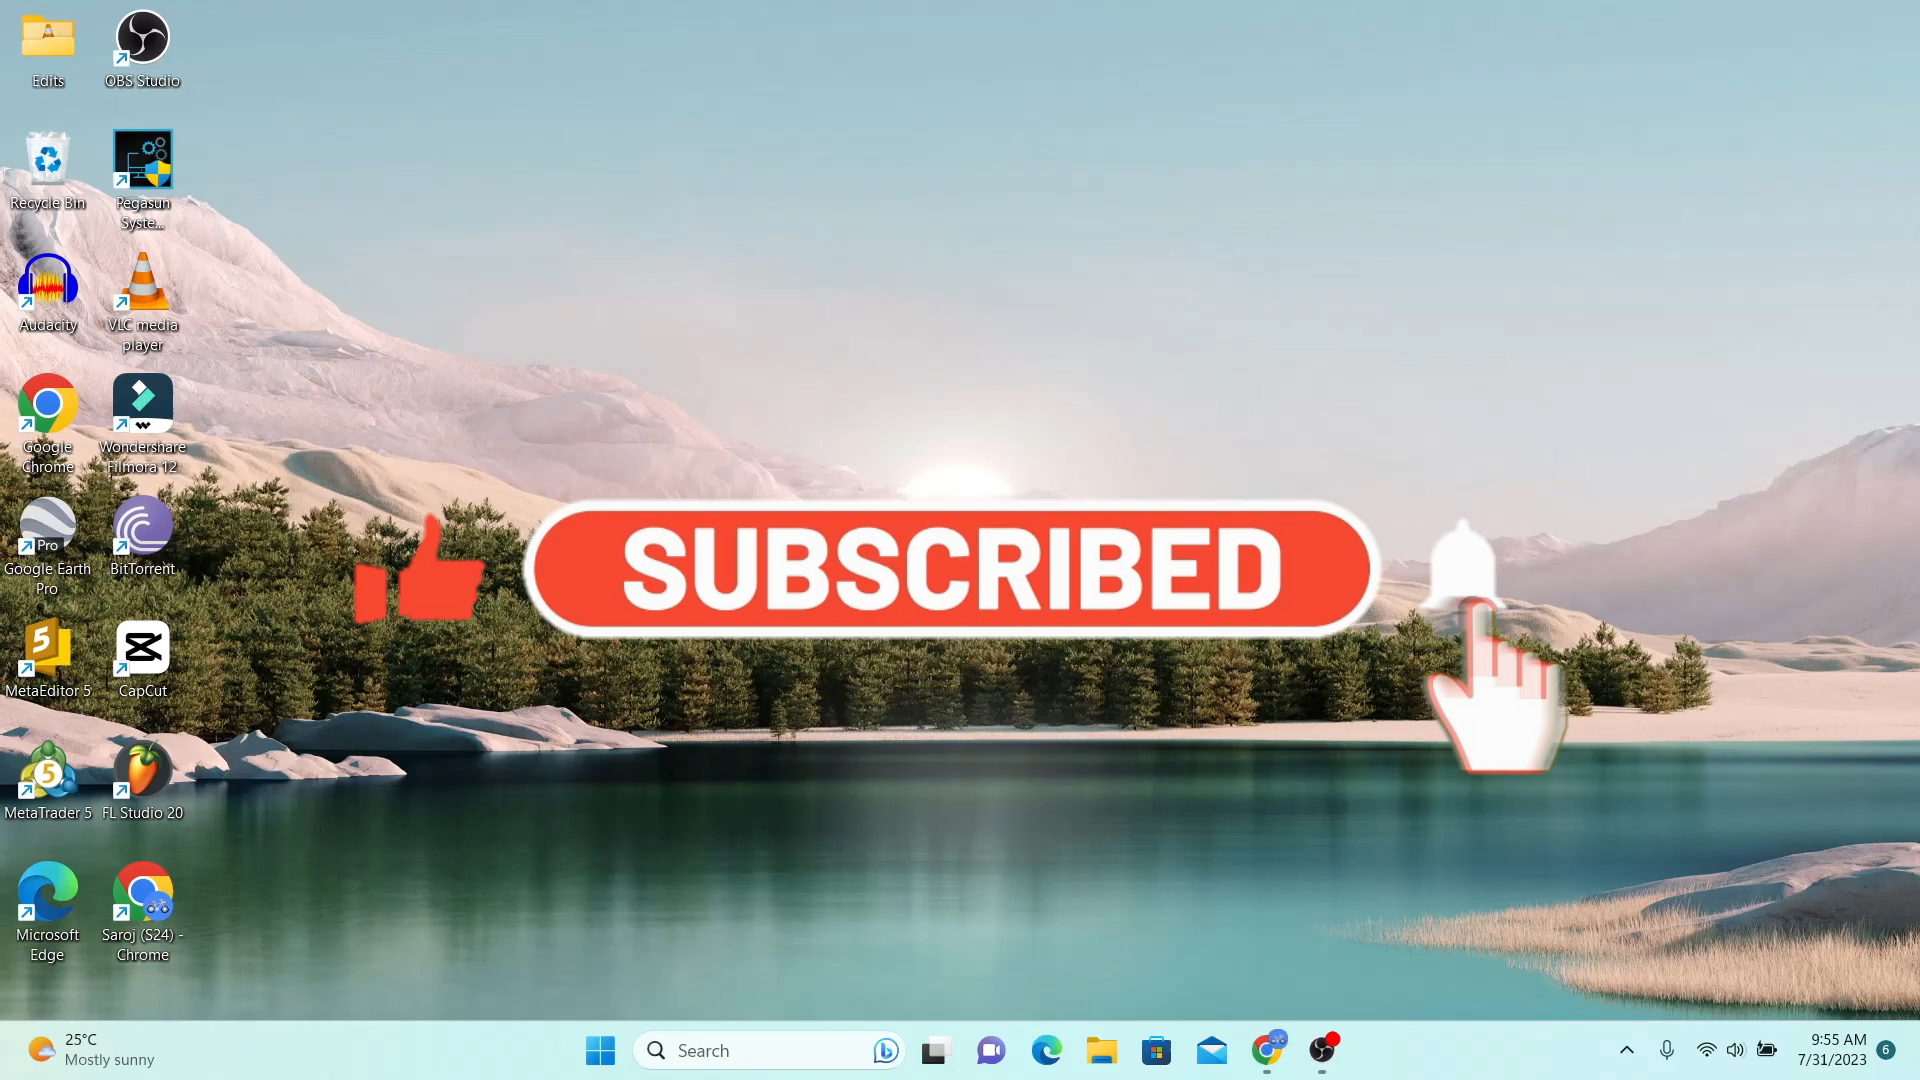 Edits
OBS Studio
Recycle Bin
Pegasun
Syste...
Audacity
VLC media
player
Google
Chrome
Wondershare
Filmora 12
Pro
Google Earth
Pro
BitTorrent
5
MetaEditor 5
CapCut
5
MetaTrader 5
FL Studio 20
Microsoft
Edge
Saroj (S24) -
Chrome
SUBSCRIBED
25°C
Mostly sunny
Search
9:55 AM
7/31/2023
6